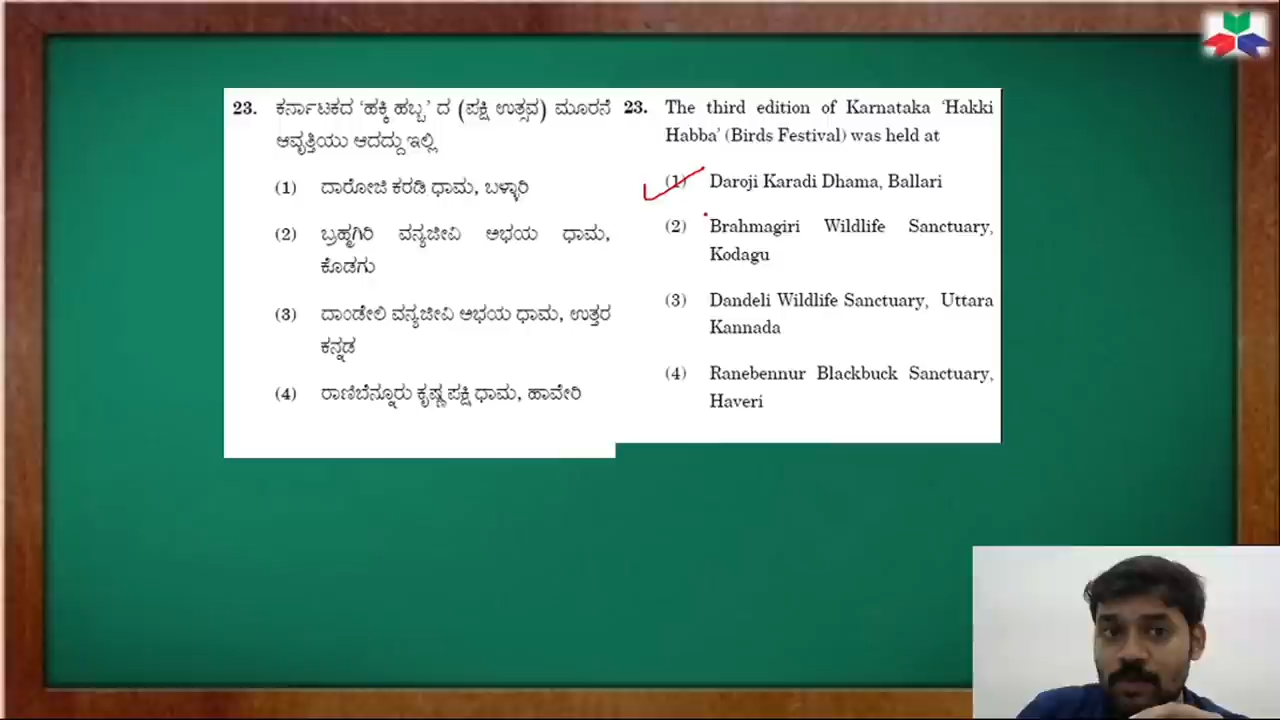 23. ಕರ್ನಾಟಕದ ‘ಹಕ್ಕಿ ಹಬ್ಬ’ ದ (ಪಕ್ಷಿ ಉತ್ಸವ) ಮೂರನೆ
ಆವೃತ್ತಿಯು ಆದದ್ದು ಇಲ್ಲಿ
(1) ದಾರೋಜಿ ಕರಡಿ ಧಾಮ, ಬಳ್ಳಾರಿ
(2) ಬ್ರಹ್ಮಗಿರಿ ವನ್ಯಜೀವಿ ಅಭಯ ಧಾಮ,
ಕೊಡಗು
(3) ದಾಂಡೇಲಿ ವನ್ಯಜೀವಿ ಅಭಯ ಧಾಮ, ಉತ್ತರ
ಕನ್ನಡ
(4) ರಾಣಿಬೆನ್ನೂರು ಕೃಷ್ಣ ಪಕ್ಷಿ ಧಾಮ, ಹಾವೇರಿ
23. The third edition of Karnataka ‘Hakki
Habba’ (Birds Festival) was held at
(1) Daroji Karadi Dhama, Ballari
(2) Brahmagiri Wildlife Sanctuary,
Kodagu
(3) Dandeli Wildlife Sanctuary, Uttara
Kannada
(4) Ranebennur Blackbuck Sanctuary,
Haveri